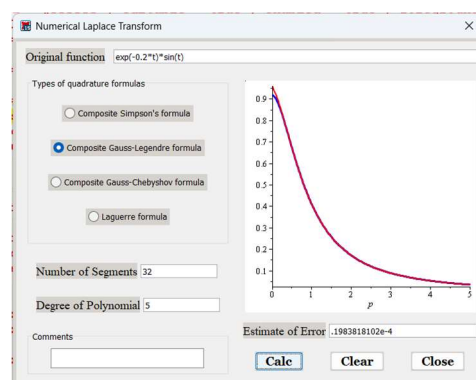 Numerical Laplace Transform
Original function exp(-0.2*t)*sin(t)
Types of quadrature formulas
Composite Simpson's formula
Composite Gauss-Legendre formula
Composite Gauss-Chebyshov formula
Laguerre formula
Number of Segments 32
Degree of Polynomial 5
Comments
0.9
0.8
0.7
0.6
0.5
0.4
0.3
0.2
0.1
0 1 2 3 4 5
p
Estimate of Error .1983818102e-4
Calc Clear Close